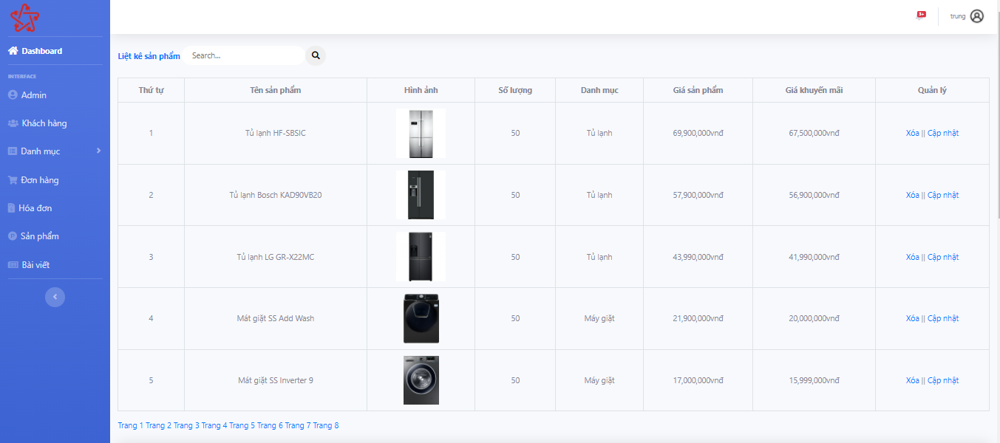 3+
trung
Dashboard
INTERFACE
Admin
Khách hàng
Danh mục
Đơn hàng
Hóa đơn
Sản phẩm
Bài viết
Liệt kê sản phẩm Search...
Thứ tự Tên sản phẩm Hình ảnh Số lượng Danh mục Giá sản phẩm Giá khuyến mãi Quản lý
1 Tủ lạnh HF-SBSIC 50 Tủ lạnh 69,900,000vnđ 67,500,000vnđ Xóa || Cập nhật
2 Tủ lạnh Bosch KAD90VB20 50 Tủ lạnh 57,900,000vnđ 56,900,000vnđ Xóa || Cập nhật
3 Tủ lạnh LG GR-X22MC 50 Tủ lạnh 43,990,000vnđ 41,990,000vnđ Xóa || Cập nhật
4 Mát giặt SS Add Wash 50 Máy giặt 21,900,000vnđ 20,000,000vnđ Xóa || Cập nhật
5 Mát giặt SS Inverter 9 50 Máy giặt 17,000,000vnđ 15,999,000vnđ Xóa || Cập nhật
Trang 1 Trang 2 Trang 3 Trang 4 Trang 5 Trang 6 Trang 7 Trang 8